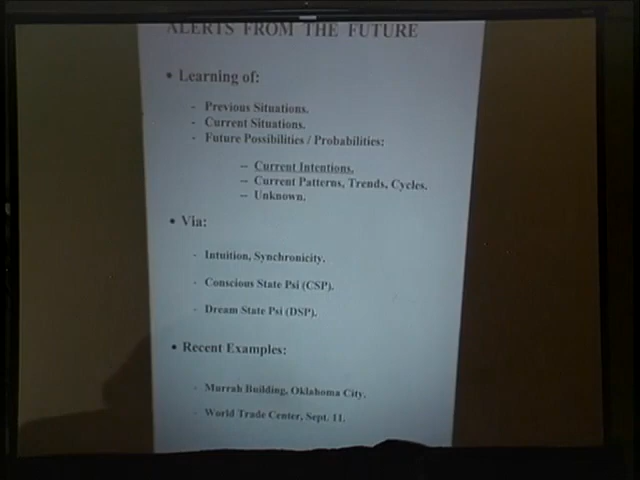 ALERTS FROM THE FUTURE
• Learning of:
- Previous Situations.
- Current Situations.
- Future Possibilities / Probabilities:
-- Current Intentions.
-- Current Patterns, Trends, Cycles.
-- Unknown.
• Via:
- Intuition, Synchronicity.
- Conscious State Psi (CSP).
- Dream State Psi (DSP).
• Recent Examples:
- Murrah Building, Oklahoma City.
- World Trade Center, Sept. 11.